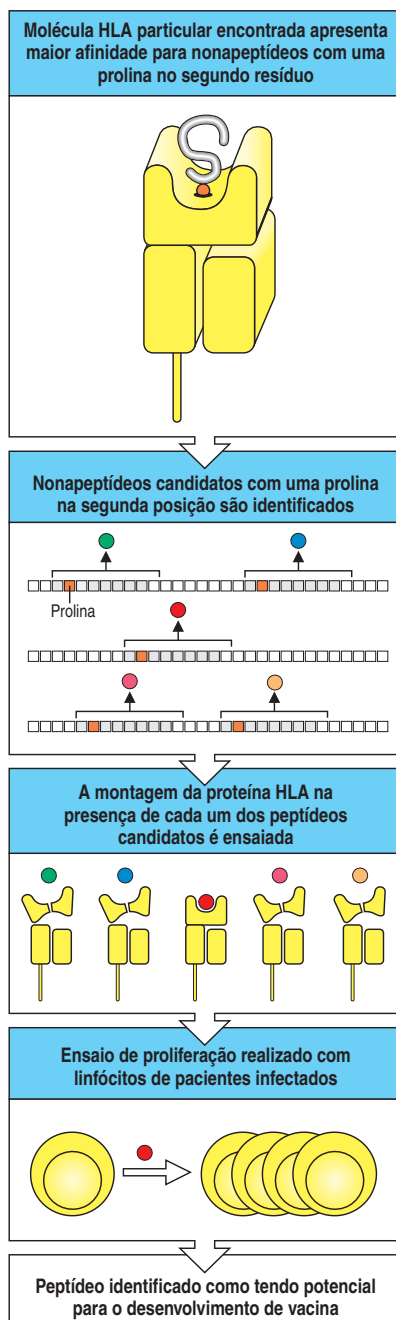 Molécula HLA particular encontrada apresenta
maior afinidade para nonapeptídeos com uma
prolina no segundo resíduo
Nonapeptídeos candidatos com uma prolina
na segunda posição são identificados
Prolina
A montagem da proteína HLA na
presença de cada um dos peptídeos
candidatos é ensaiada
Ensaio de proliferação realizado com
linfócitos de pacientes infectados
Peptídeo identificado como tendo potencial
para o desenvolvimento de vacina